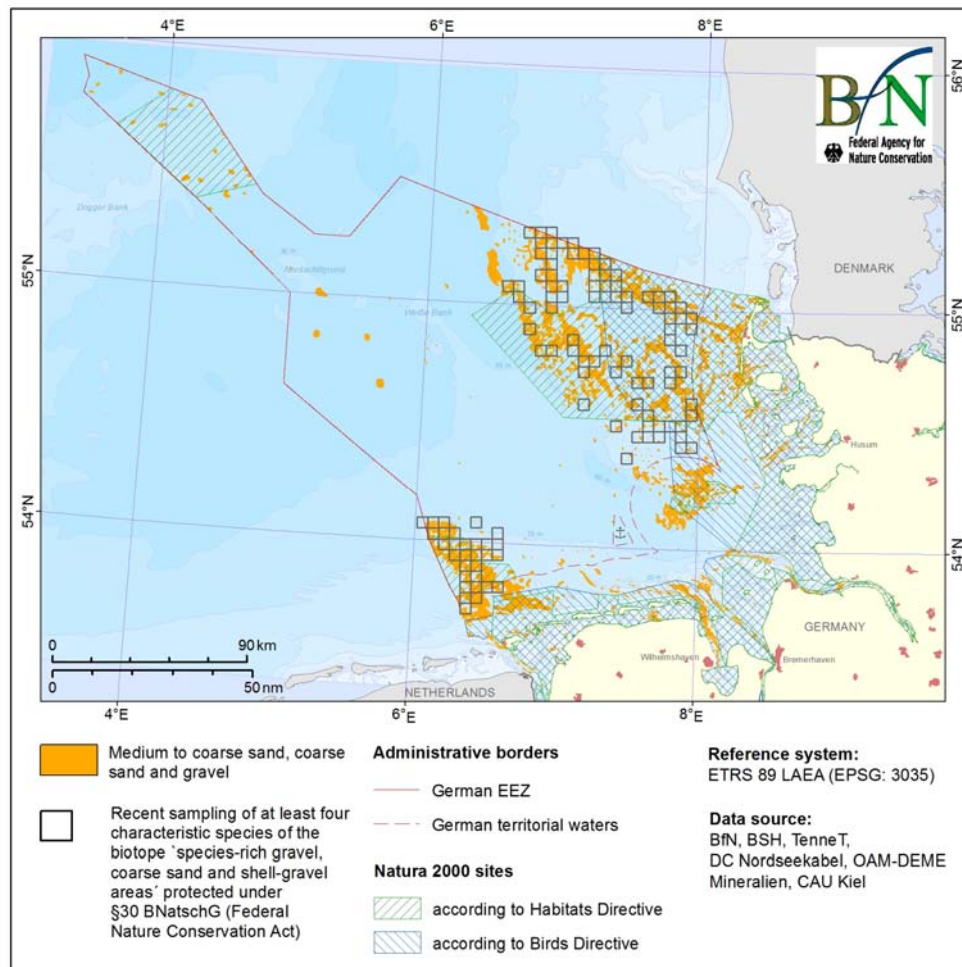 4°E
6°E
8°E
56°N
BfN
Federal Agency for
Nature Conservation
Dogger Bank
55°N
DENMARK
Weiße Bank
55°N
Husum
54°N
54°N
0
90 km
0
50 nm
GERMANY
Wilhelmshaven
Bremerhaven
NETHERLANDS
4°E
6°E
8°E
Medium to coarse sand, coarse
sand and gravel
Recent sampling of at least four
characteristic species of the
biotope `species-rich gravel,
coarse sand and shell-gravel
areas´ protected under
§30 BNatschG (Federal
Nature Conservation Act)
Administrative borders
German EEZ
German territorial waters
Natura 2000 sites
according to Habitats Directive
according to Birds Directive
Reference system:
ETRS 89 LAEA (EPSG: 3035)
Data source:
BfN, BSH, TenneT,
DC Nordseekabel, OAM-DEME
Mineralien, CAU Kiel